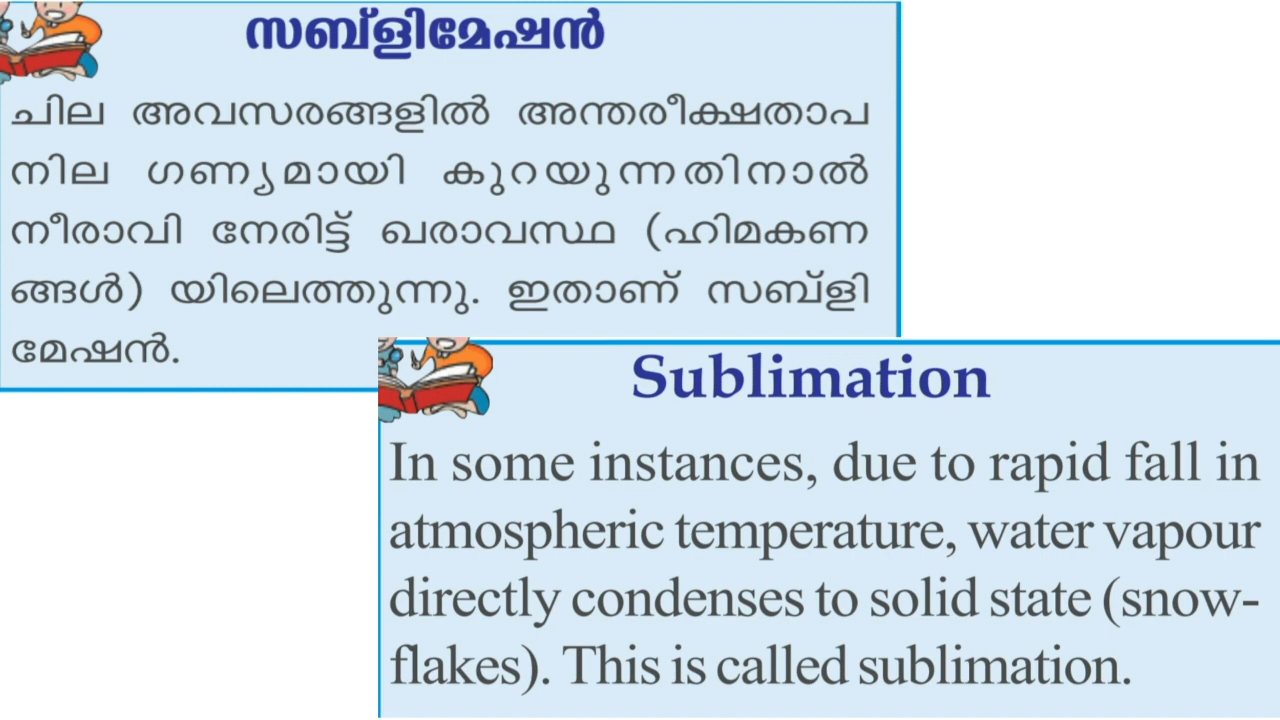 സബ്ളിമേഷൻ
ചില അവസരങ്ങളിൽ അന്തരീക്ഷതാപ
നില ഗണ്യമായി കുറയുന്നതിനാൽ
നീരാവി നേരിട്ട് ഖരാവസ്ഥ (ഹിമകണ
ങ്ങൾ) യിലെത്തുന്നു. ഇതാണ് സബ്ളി
മേഷൻ.
Sublimation
In some instances, due to rapid fall in
atmospheric temperature, water vapour
directly condenses to solid state (snow-
flakes). This is called sublimation.